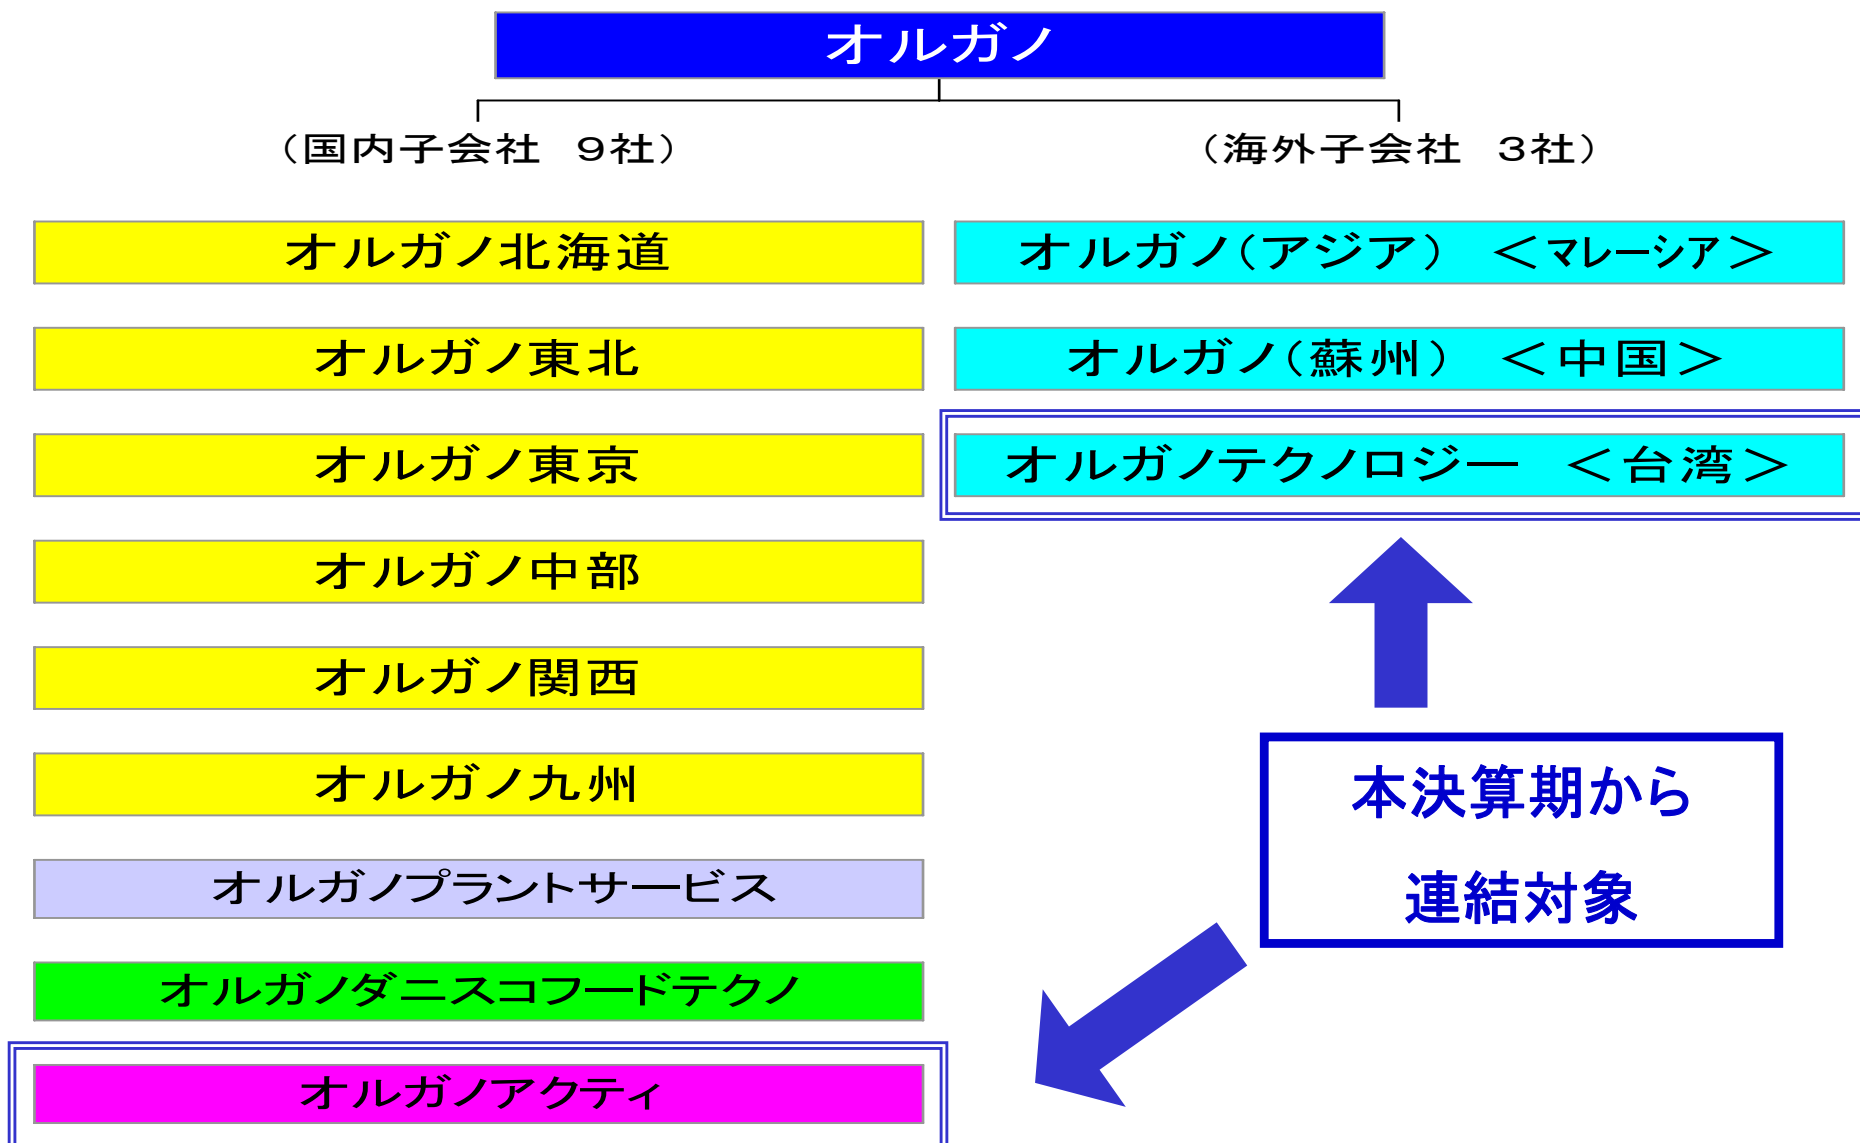 オルガノ
（国内子会社　9社）
オルガノ北海道
オルガノ東北
オルガノ東京
オルガノ中部
オルガノ関西
オルガノ九州
オルガノプラントサービス
オルガノダニスコフードテクノ
オルガノアクティ
（海外子会社　3社）
オルガノ（アジア）　＜マレーシア＞
オルガノ（蘇州）　＜中国＞
オルガノテクノロジー　＜台湾＞
本決算期から
連結対象